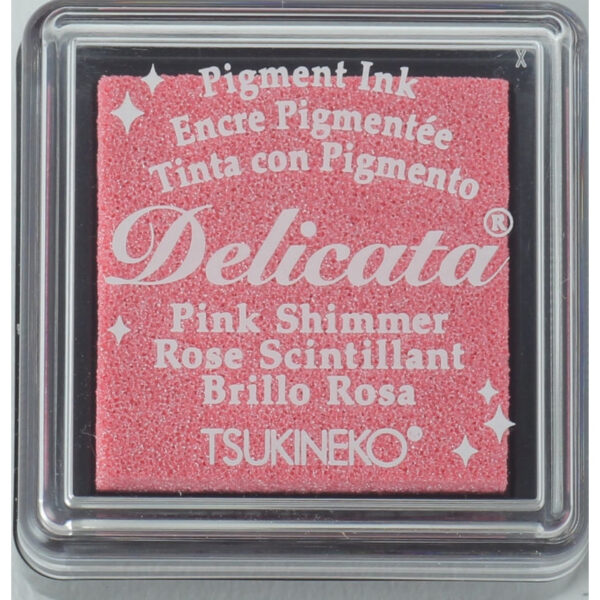 X
Pigment Ink
Encre Pigmentée
Tinta con Pigmento
Delicata®
Pink Shimmer
Rose Scintillant
Brillo Rosa
TSUKINEKO